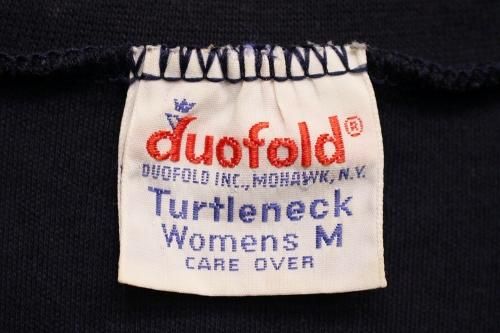 duofold®
DUOFOLD INC., MOHAWK, N.Y.
Turtleneck
Womens M
CARE OVER